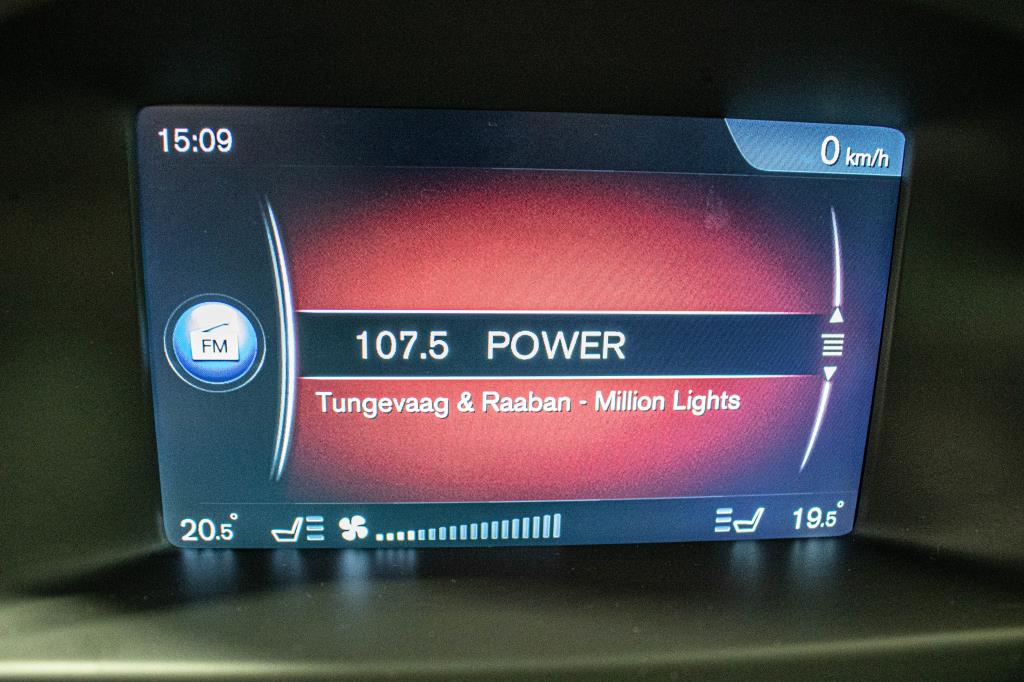 15:09
0 km/h
FM
107.5 POWER
Tungevaag & Raaban - Million Lights
20.5°
19.5°